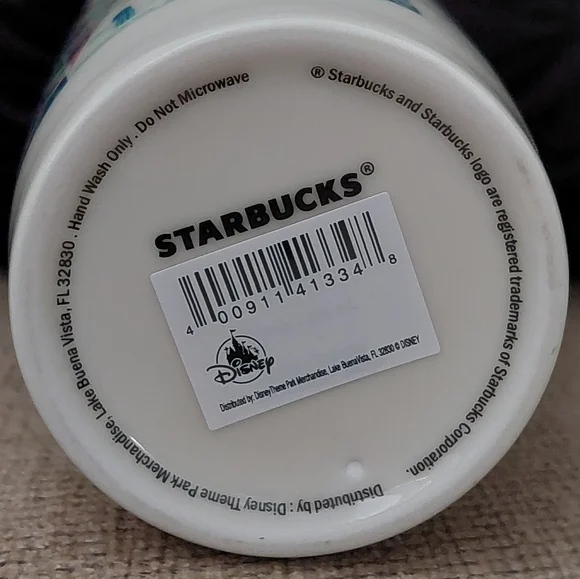 ® Starbucks and Starbucks logo are registered trademarks of Starbucks Corporation.
Distributed by: Disney Theme Park Merchandise, Lake Buena Vista, FL 32830. Hand Wash Only. Do Not Microwave
STARBUCKS®
4 00911 41334 8
Disney
Distributed by: Disney Theme Park Merchandise, Lake Buena Vista, FL 32830 © DISNEY